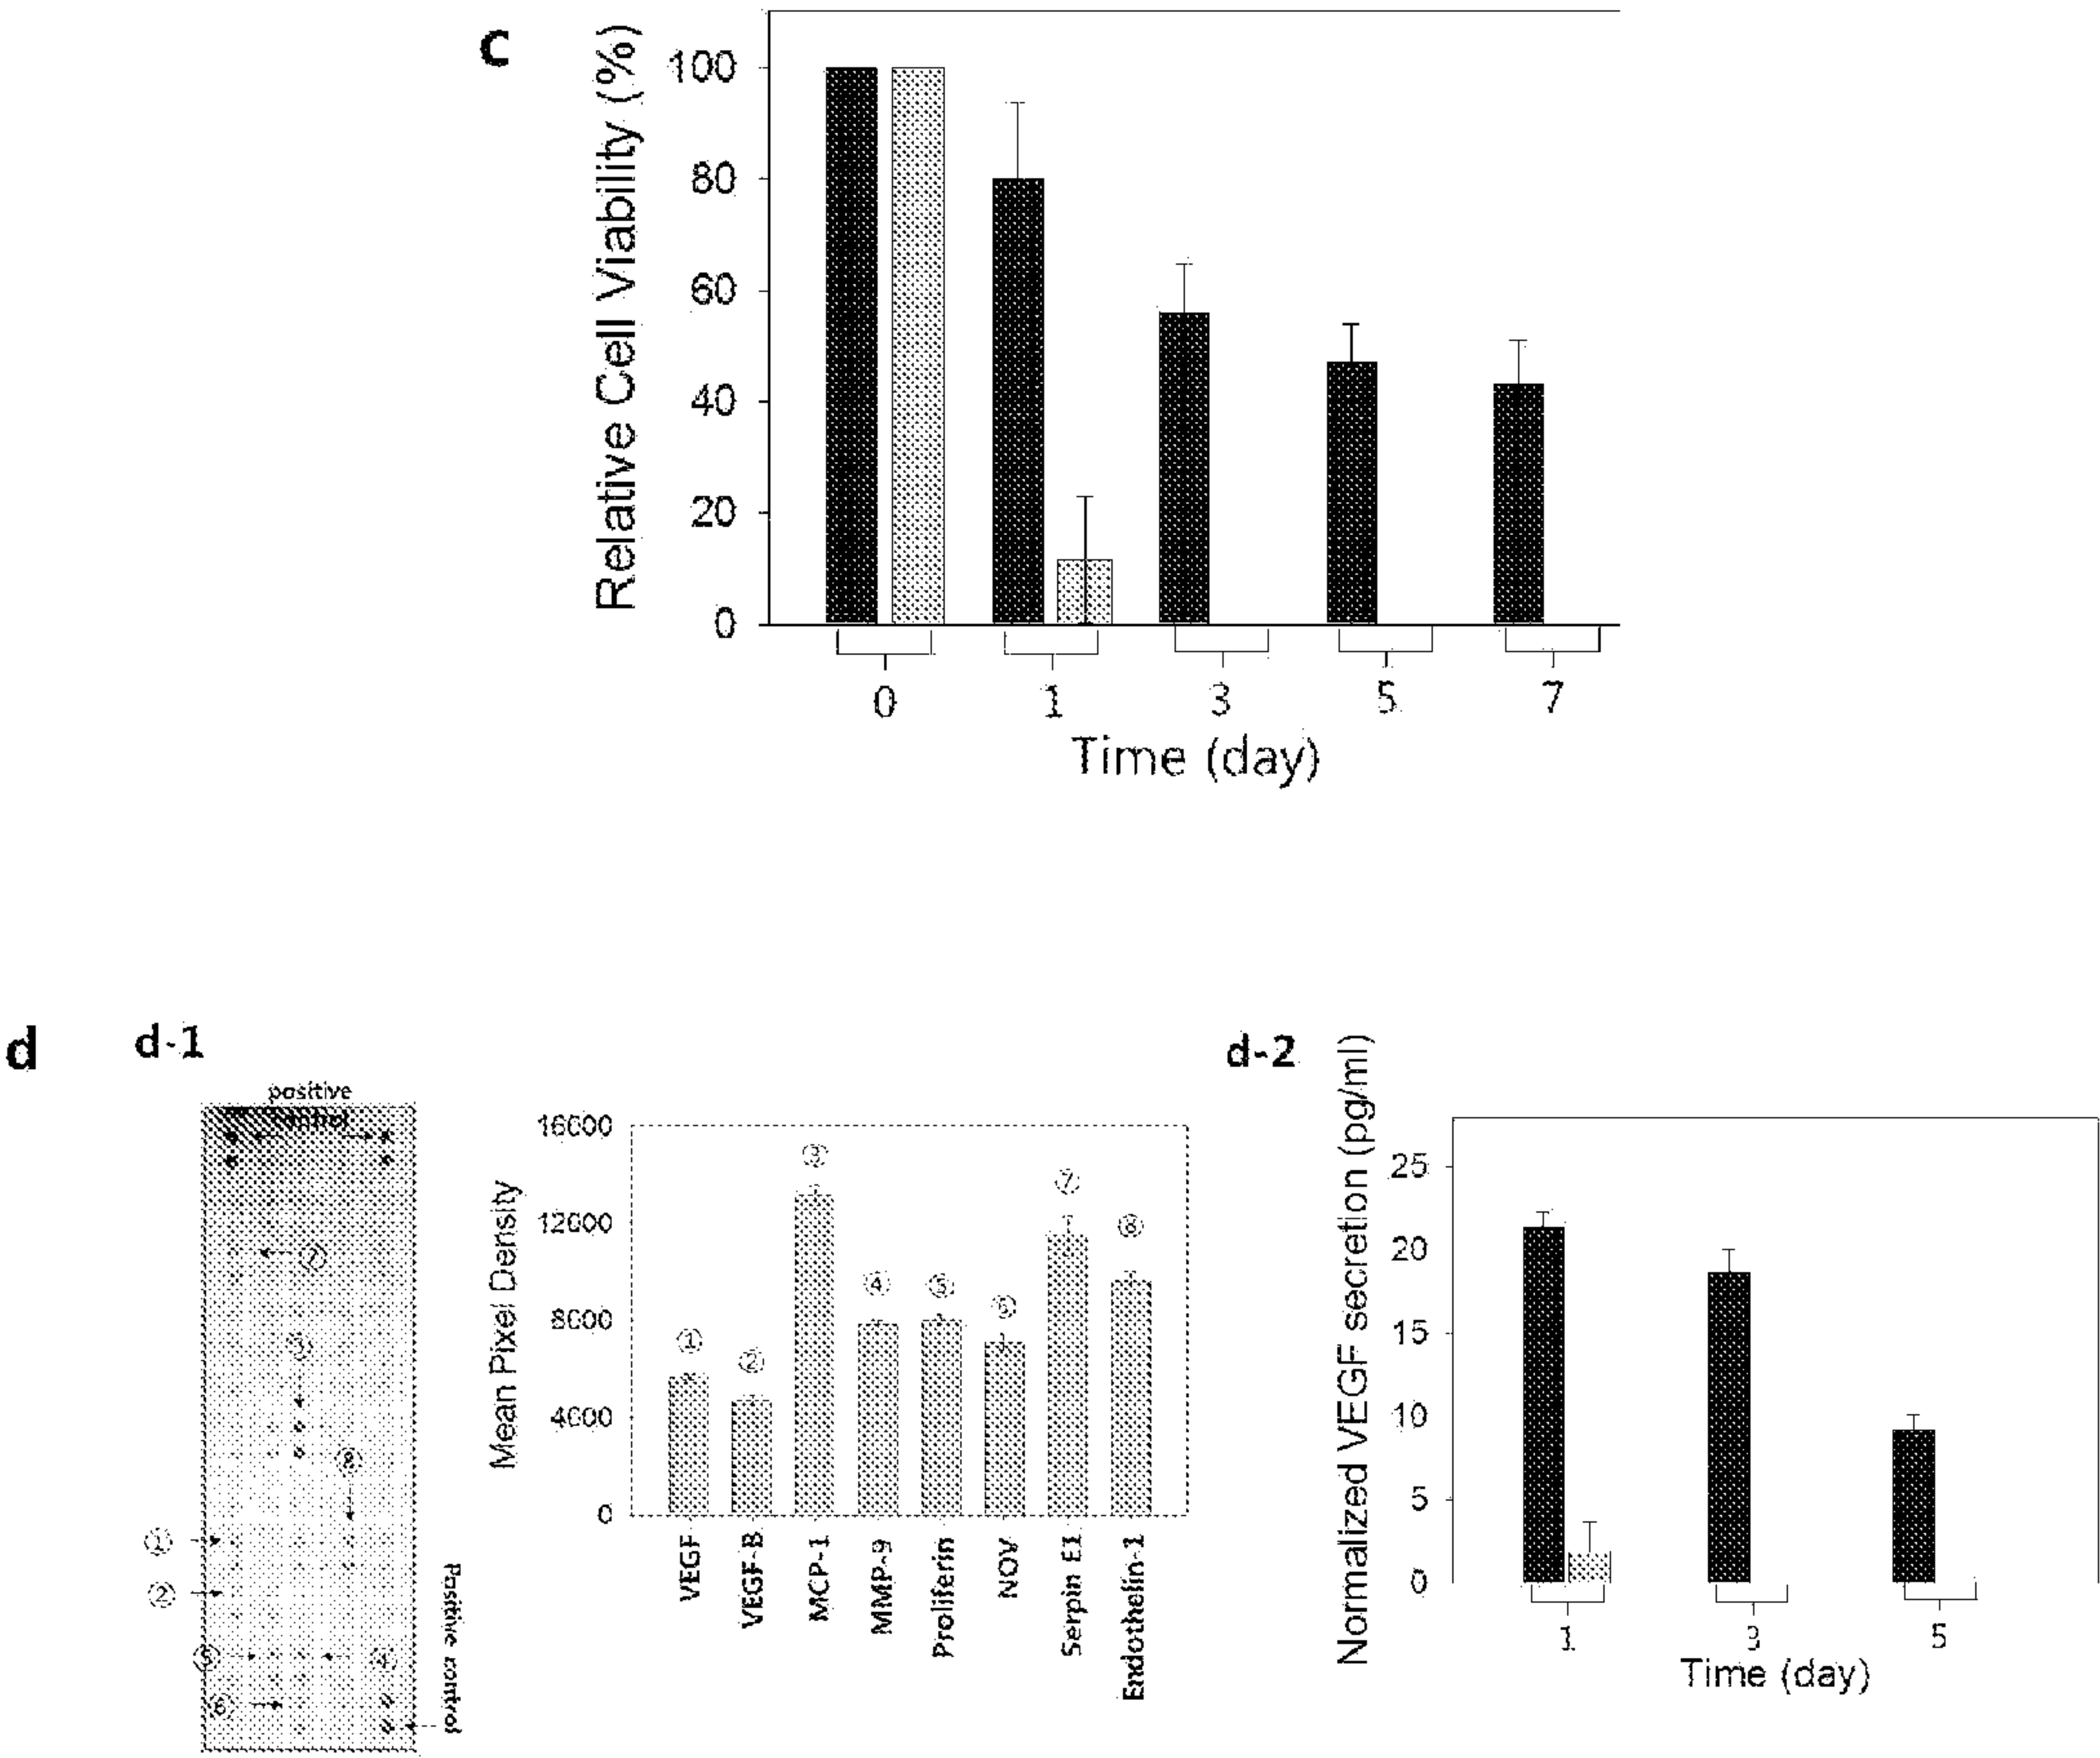 c
Relative Cell Viability (%)
100
80
60
40
20
0
0 1 3 5 7
Time (day)
d
d-1
positive
control
⑦
③
⑧
①
②
⑤ ④
⑥
Positive control
Mean Pixel Density
16000
12000
8000
4000
0
① ② ③ ④ ⑤ ⑥ ⑦ ⑧
VEGF
VEGF-B
MCP-1
MMP-9
Proliferin
NOV
Serpin E1
Endothelin-1
d-2
Normalized VEGF secretion (pg/ml)
25
20
15
10
5
0
1 3 5
Time (day)